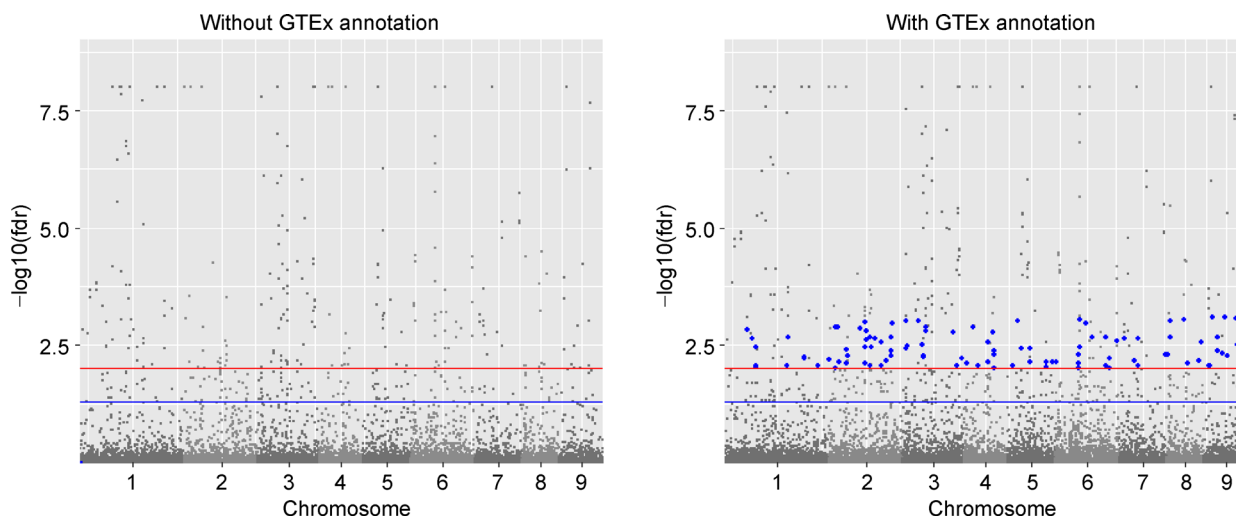 Without GTEx annotation
−log10(fdr)
7.5
5.0
2.5
1 2 3 4 5 6 7 8 9
Chromosome
With GTEx annotation
−log10(fdr)
7.5
5.0
2.5
1 2 3 4 5 6 7 8 9
Chromosome